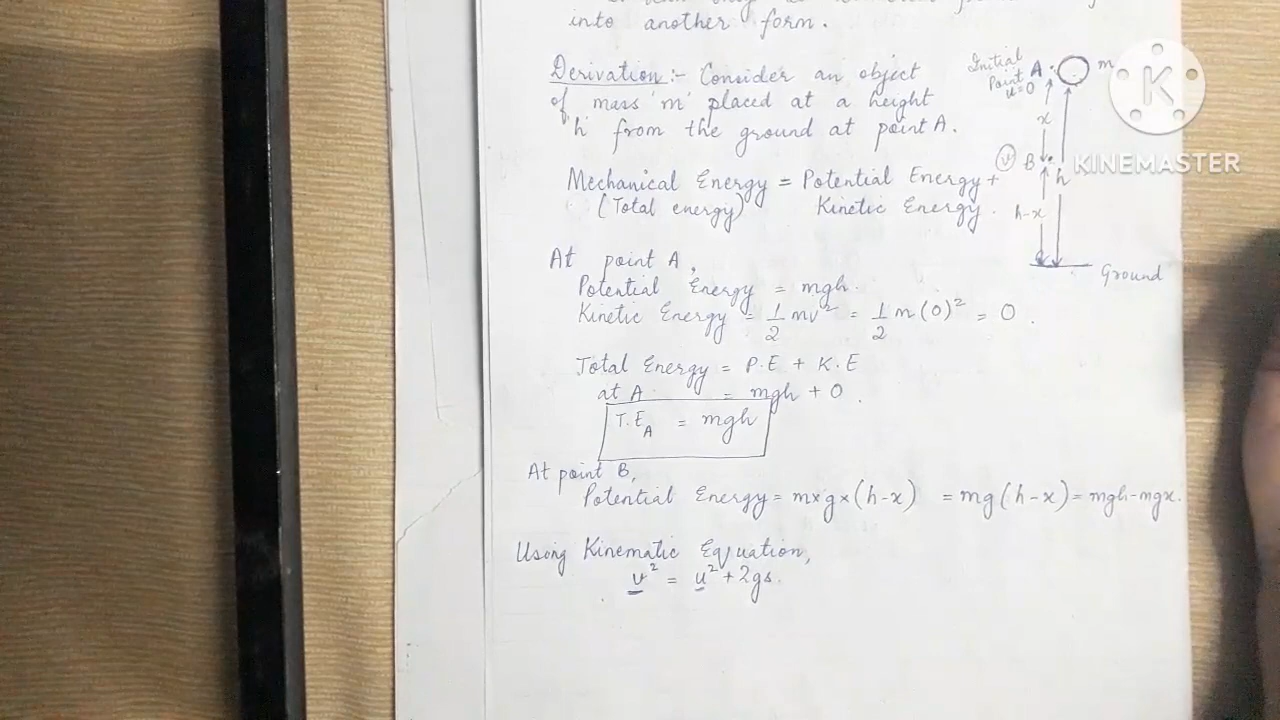 into another form.
Derivation:- Consider an object
of mass 'm' placed at a height
'h' from the ground at point A.
Mechanical Energy = Potential Energy +
(Total energy) Kinetic Energy.
At point A,
Potential Energy = mgh.
Kinetic Energy = 1/2 mv² = 1/2 m(0)² = 0.
Total Energy = P.E + K.E
at A. = mgh + 0.
T.E_A = mgh
At point B,
Potential Energy = m×g×(h-x) = mg(h-x) = mgh-mgx.
Using Kinematic Equation,
v² = u² + 2gs.
Initial
Point A
u=0
m
x
v B
h
h-x
Ground
K
KINEMASTER